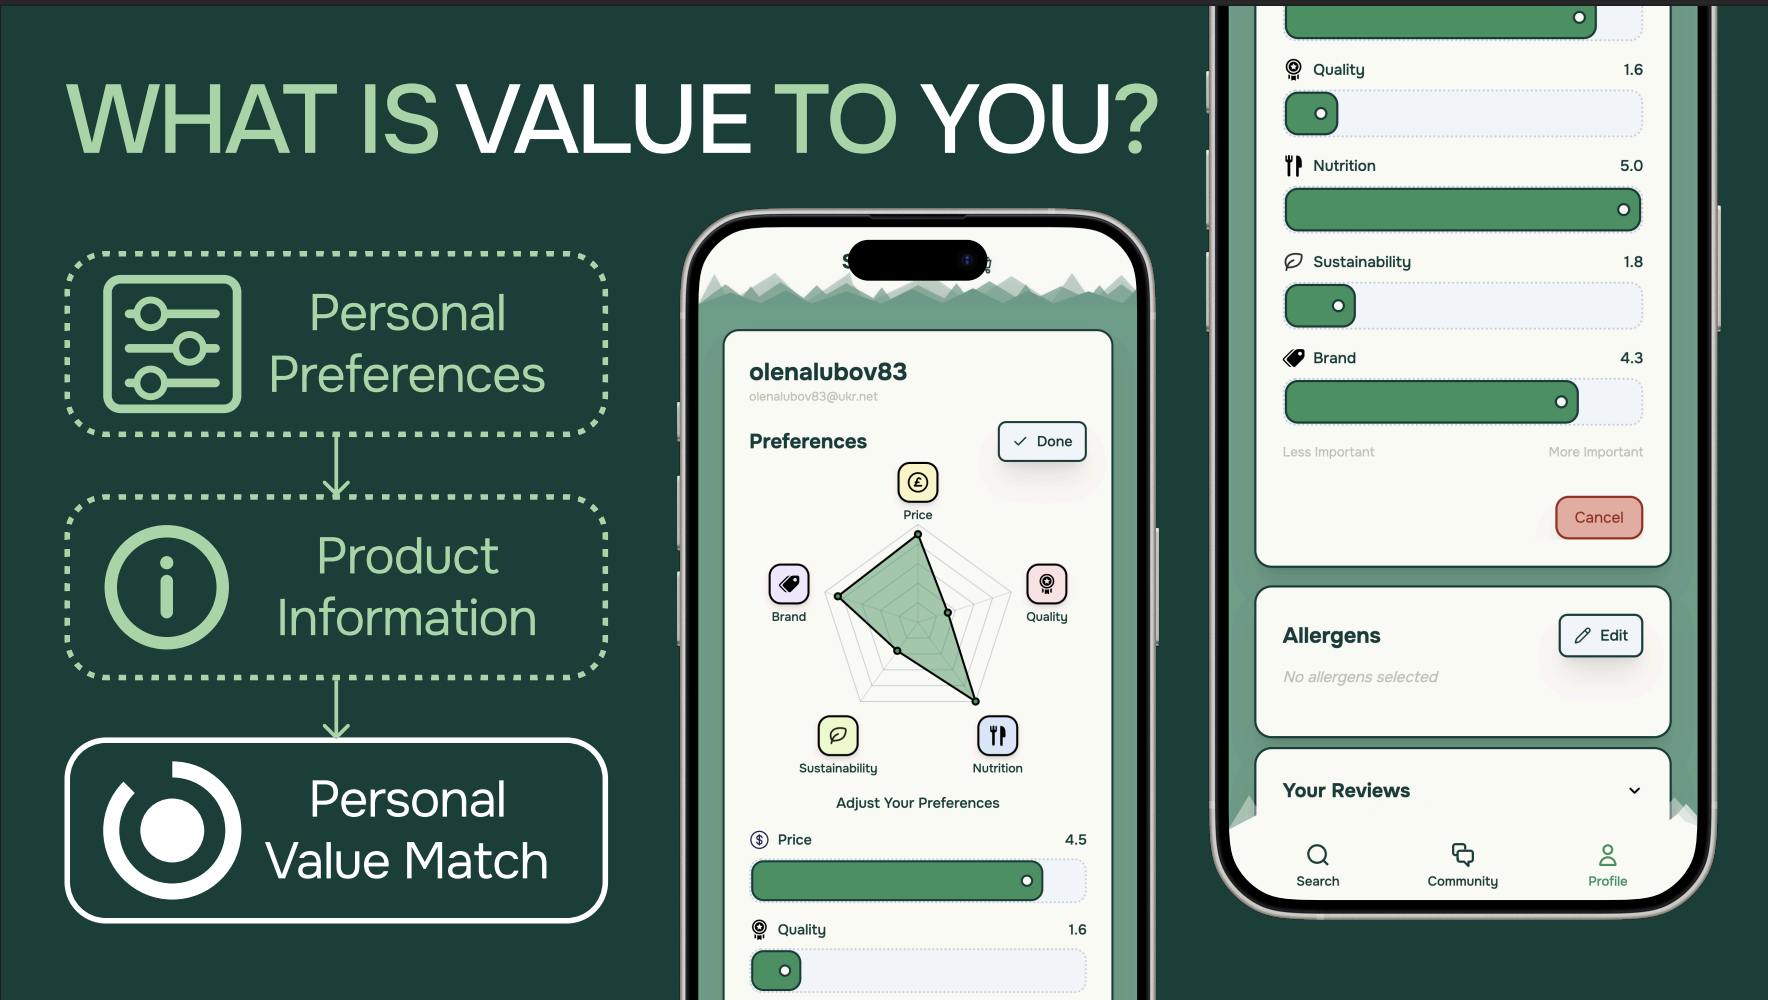 WHAT IS VALUE TO YOU?
Personal
Preferences
Product
Information
Personal
Value Match
olenalubov83
olenalubov83@ukr.net
Preferences
Done
£
Price
Brand
Quality
Sustainability
Nutrition
Adjust Your Preferences
$ Price 4.5
Quality 1.6
Quality 1.6
Nutrition 5.0
Sustainability 1.8
Brand 4.3
Less Important More Important
Cancel
Allergens
Edit
No allergens selected
Your Reviews
Search Community Profile